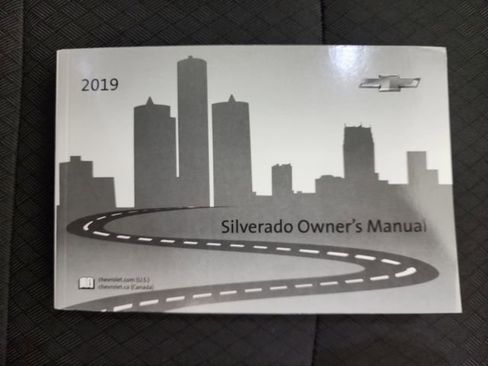 2019
Silverado Owner's Manual
chevrolet.com (U.S.)
chevrolet.ca (Canada)